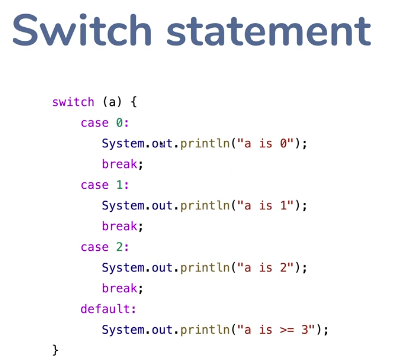 Switch statement
switch (a) {
    case 0:
       System.out.println("a is 0");
       break;
    case 1:
       System.out.println("a is 1");
       break;
    case 2:
       System.out.println("a is 2");
       break;
    default:
       System.out.println("a is >= 3");
}